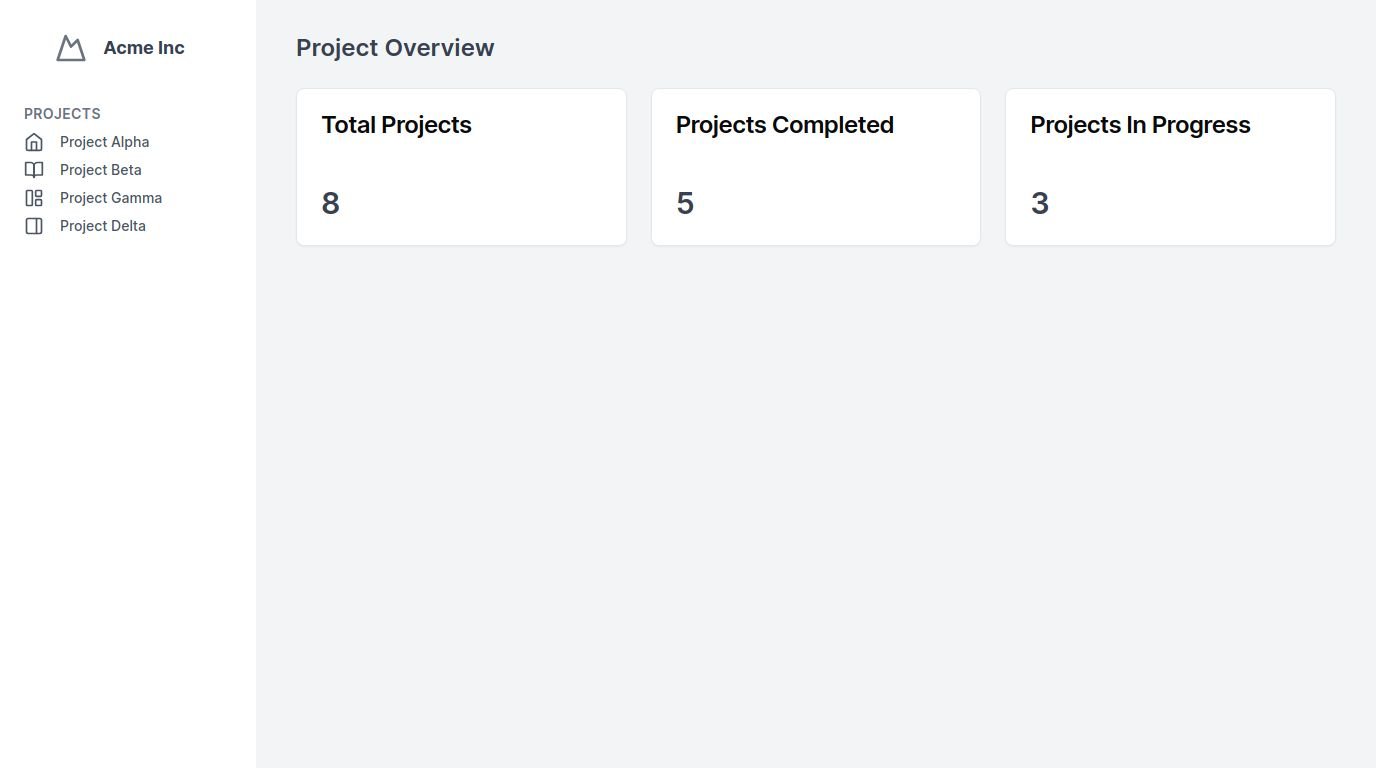 Acme Inc
PROJECTS
Project Alpha
Project Beta
Project Gamma
Project Delta
Project Overview
Total Projects
8
Projects Completed
5
Projects In Progress
3